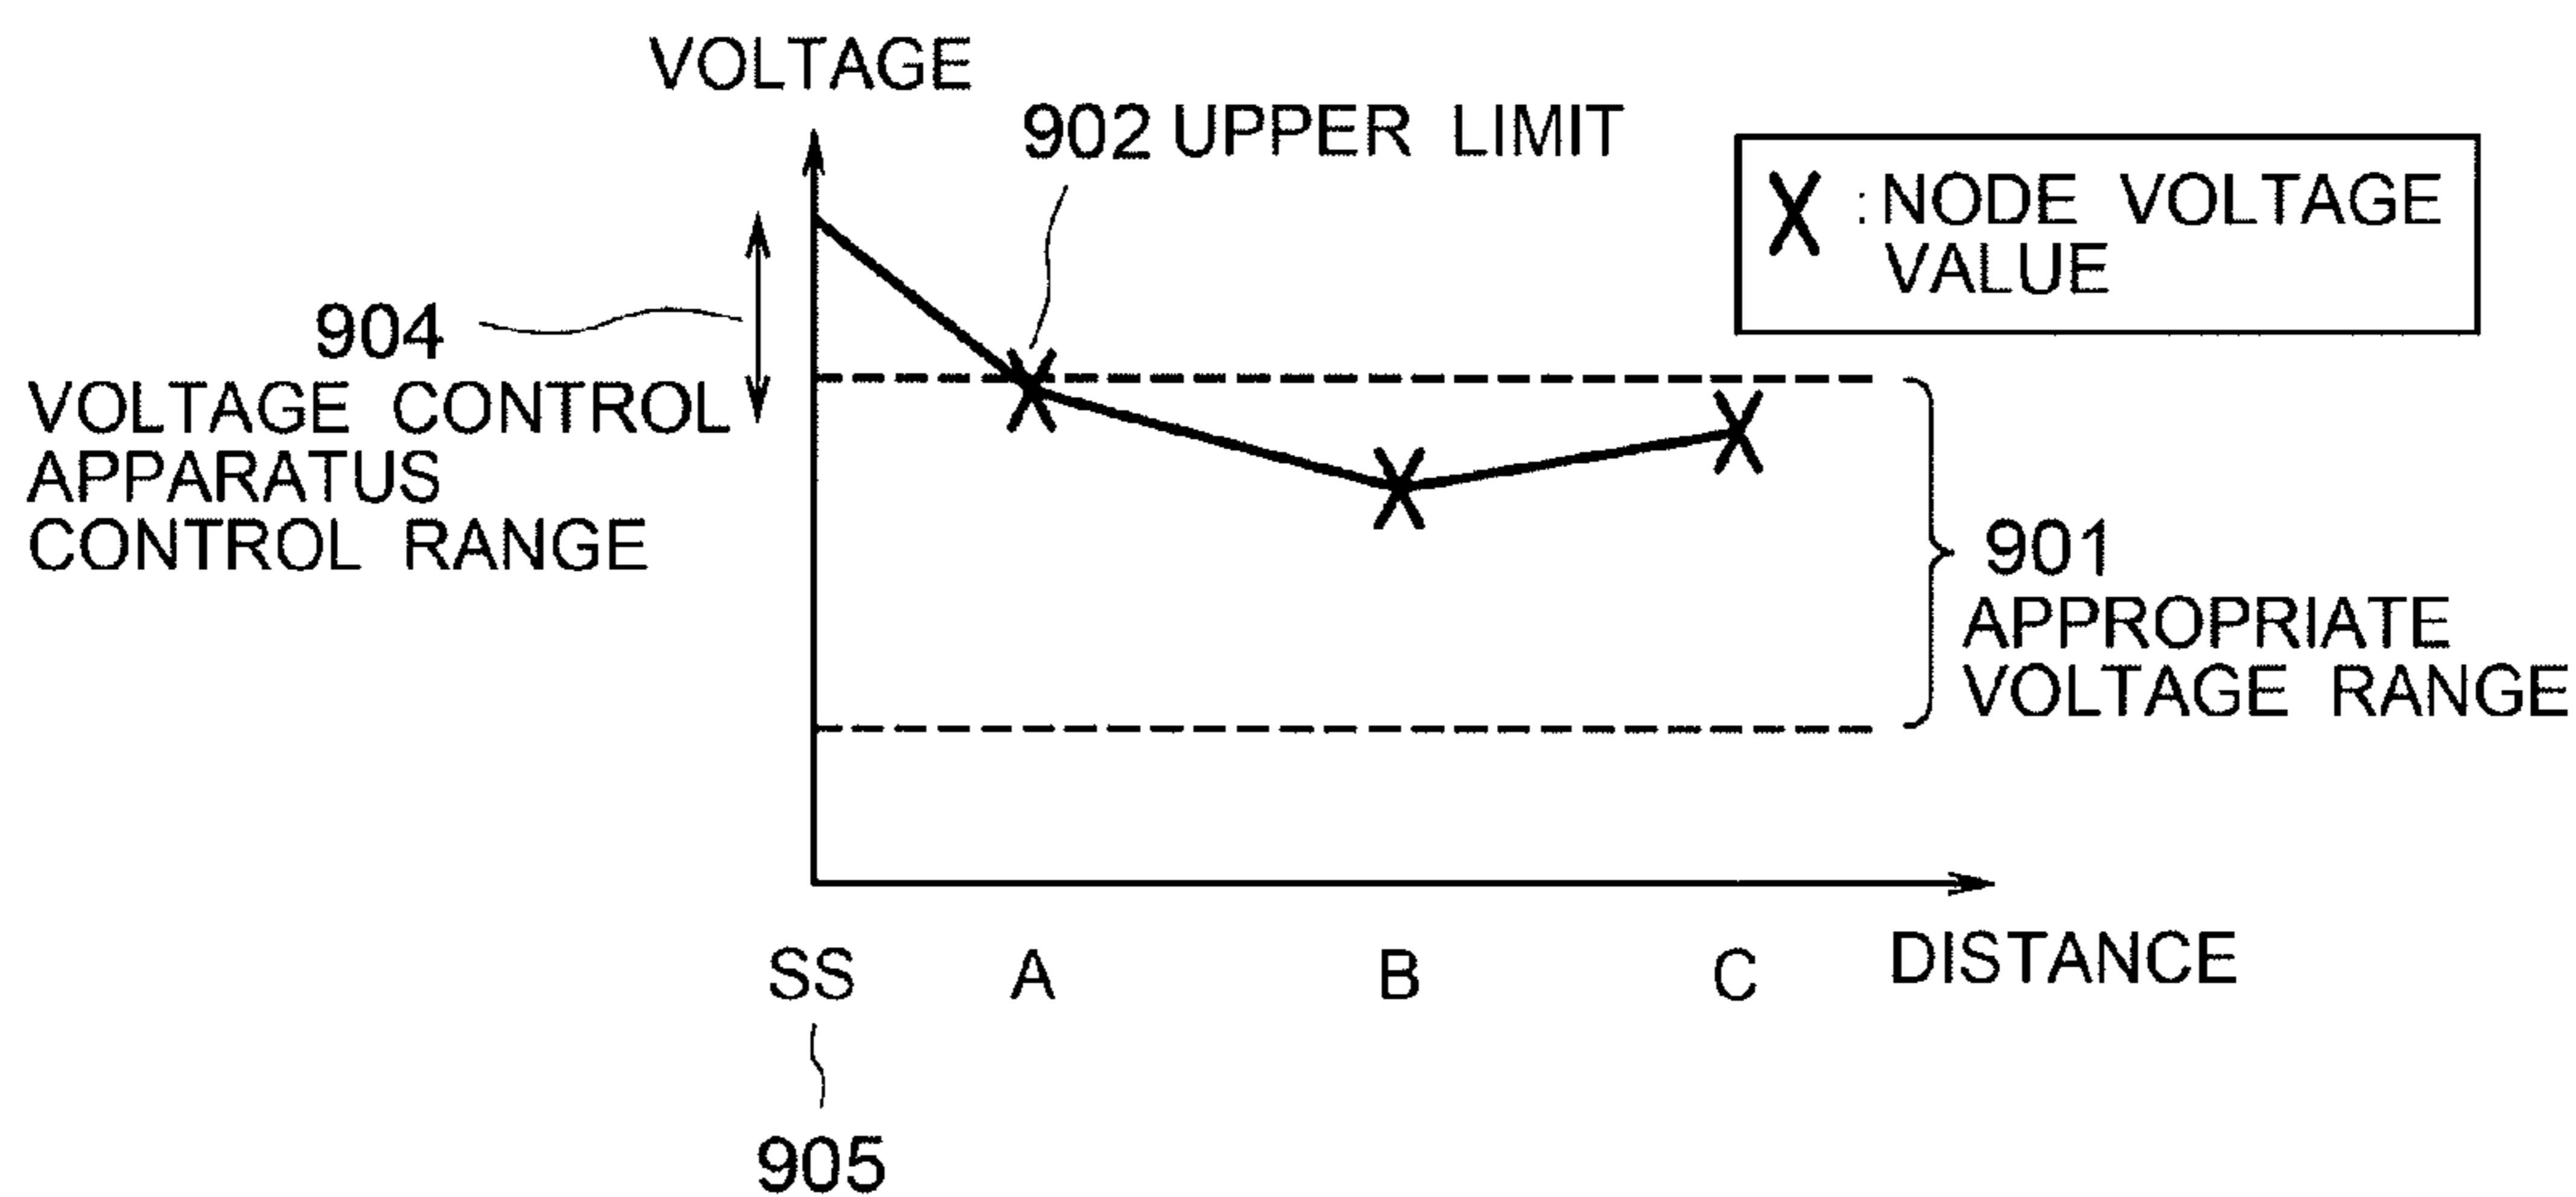 VOLTAGE
902 UPPER LIMIT
X : NODE VOLTAGE
VALUE
904
VOLTAGE CONTROL
APPARATUS
CONTROL RANGE
901
APPROPRIATE
VOLTAGE RANGE
SS A B C DISTANCE
905